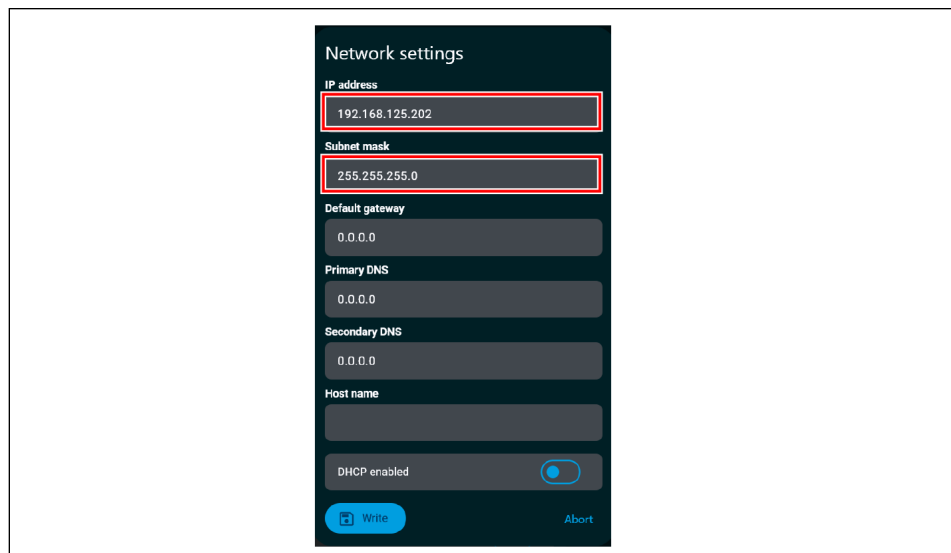 Network settings
IP address
192.168.125.202
Subnet mask
255.255.255.0
Default gateway
0.0.0.0
Primary DNS
0.0.0.0
Secondary DNS
0.0.0.0
Host name
DHCP enabled
Write
Abort